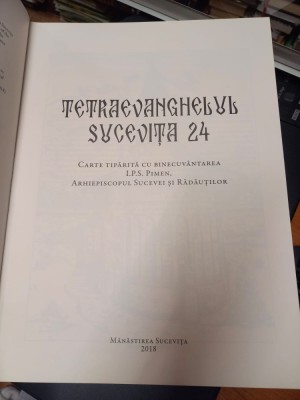 TETRAEVANGHELUL
SUCEVIȚA 24
CARTE TIPĂRITĂ CU BINECUVÂNTAREA
I.P.S. PIMEN,
ARHIEPISCOPUL SUCEVEI ȘI RĂDĂUȚILOR
MĂNĂSTIREA SUCEVIȚA
2018